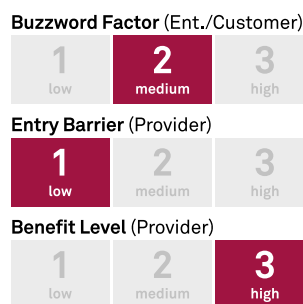 Buzzword Factor (Ent./Customer)
1 2 3
low medium high
Entry Barrier (Provider)
1 2 3
low medium high
Benefit Level (Provider)
1 2 3
low medium high